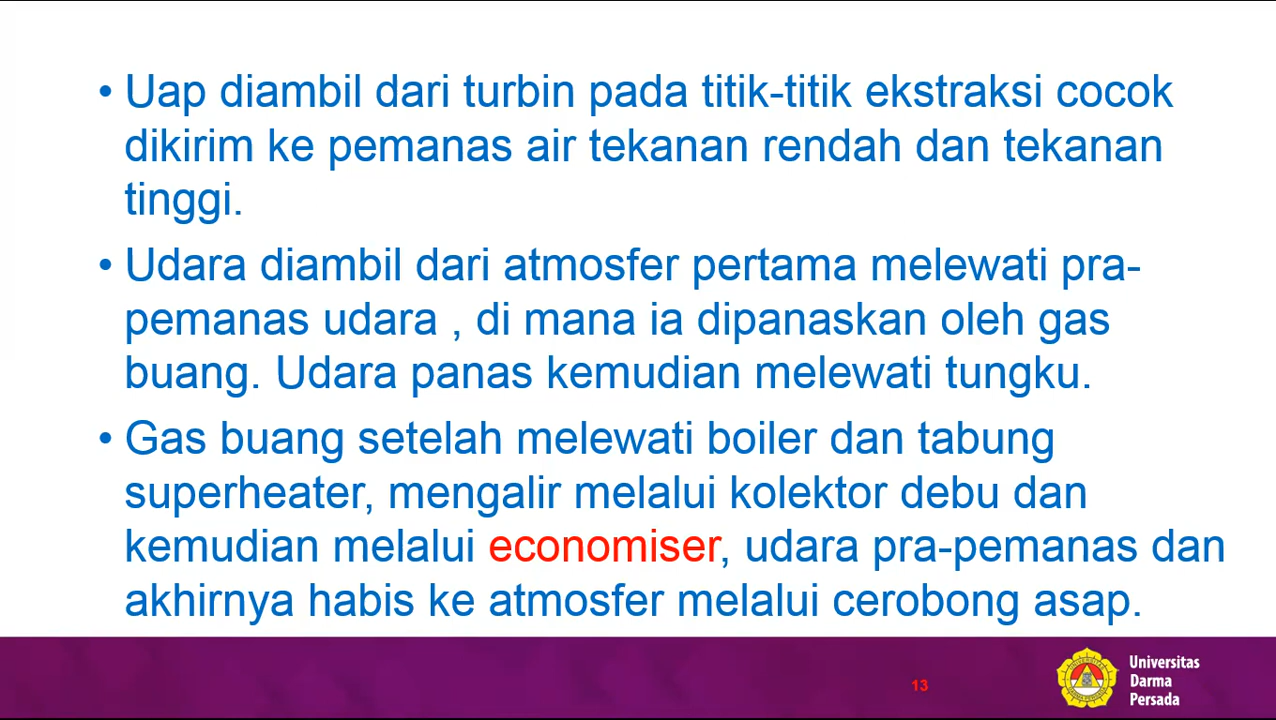 • Uap diambil dari turbin pada titik-titik ekstraksi cocok
dikirim ke pemanas air tekanan rendah dan tekanan
tinggi.
• Udara diambil dari atmosfer pertama melewati pra-
pemanas udara , di mana ia dipanaskan oleh gas
buang. Udara panas kemudian melewati tungku.
• Gas buang setelah melewati boiler dan tabung
superheater, mengalir melalui kolektor debu dan
kemudian melalui economiser, udara pra-pemanas dan
akhirnya habis ke atmosfer melalui cerobong asap.
13
Universitas
Darma
Persada